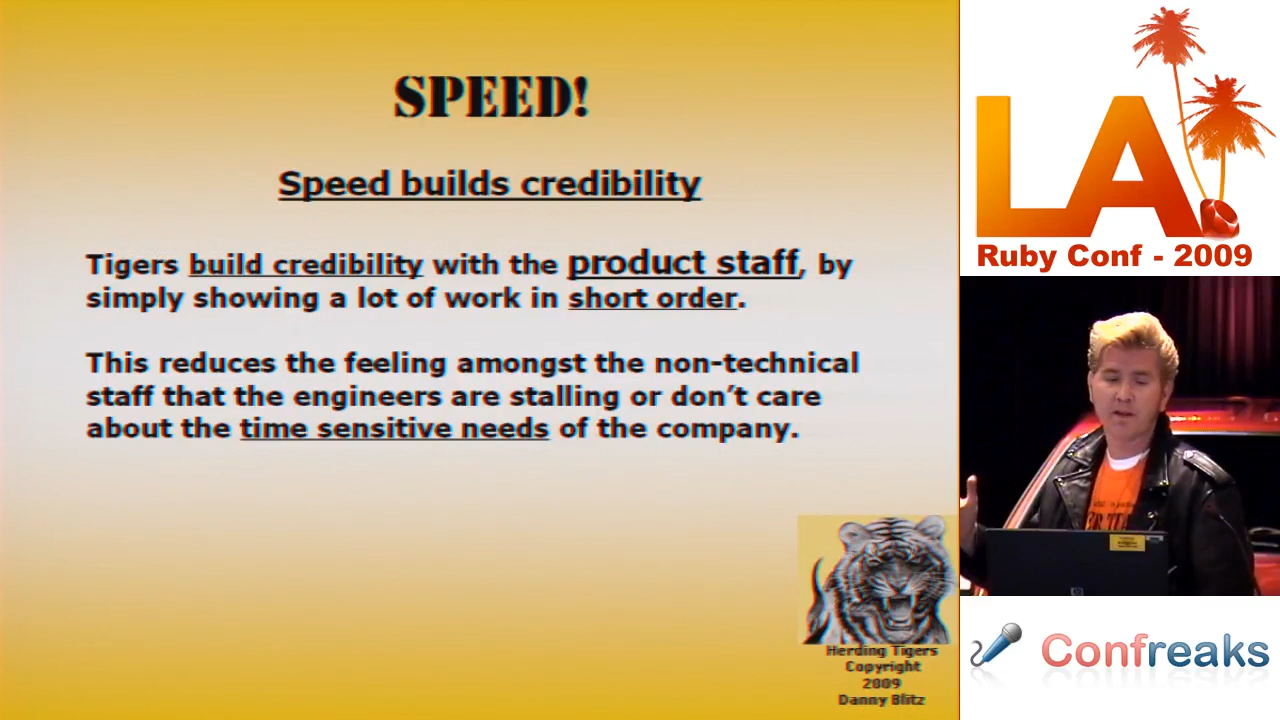 SPEED!
Speed builds credibility
Tigers build credibility with the product staff, by
simply showing a lot of work in short order.
This reduces the feeling amongst the non-technical
staff that the engineers are stalling or don’t care
about the time sensitive needs of the company.
Herding Tigers
Copyright
2009
Danny Blitz
LA
Ruby Conf - 2009
Confreaks